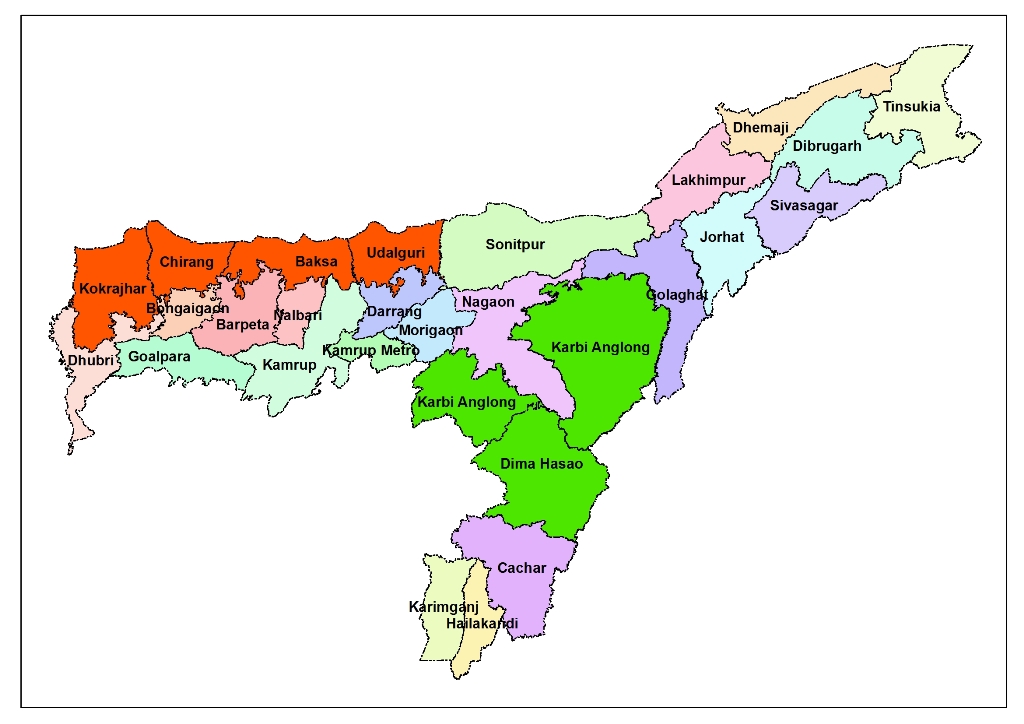 Tinsukia
Dhemaji
Dibrugarh
Lakhimpur
Sivasagar
Jorhat
Sonitpur
Udalguri
Chirang
Baksa
Kokrajhar
Golaghat
Nagaon
Bongaigaon
Darrang
Nalbari
Barpeta
Morigaon
Karbi Anglong
Kamrup Metro
Goalpara
Dhubri
Kamrup
Karbi Anglong
Dima Hasao
Cachar
Karimganj
Hailakandi